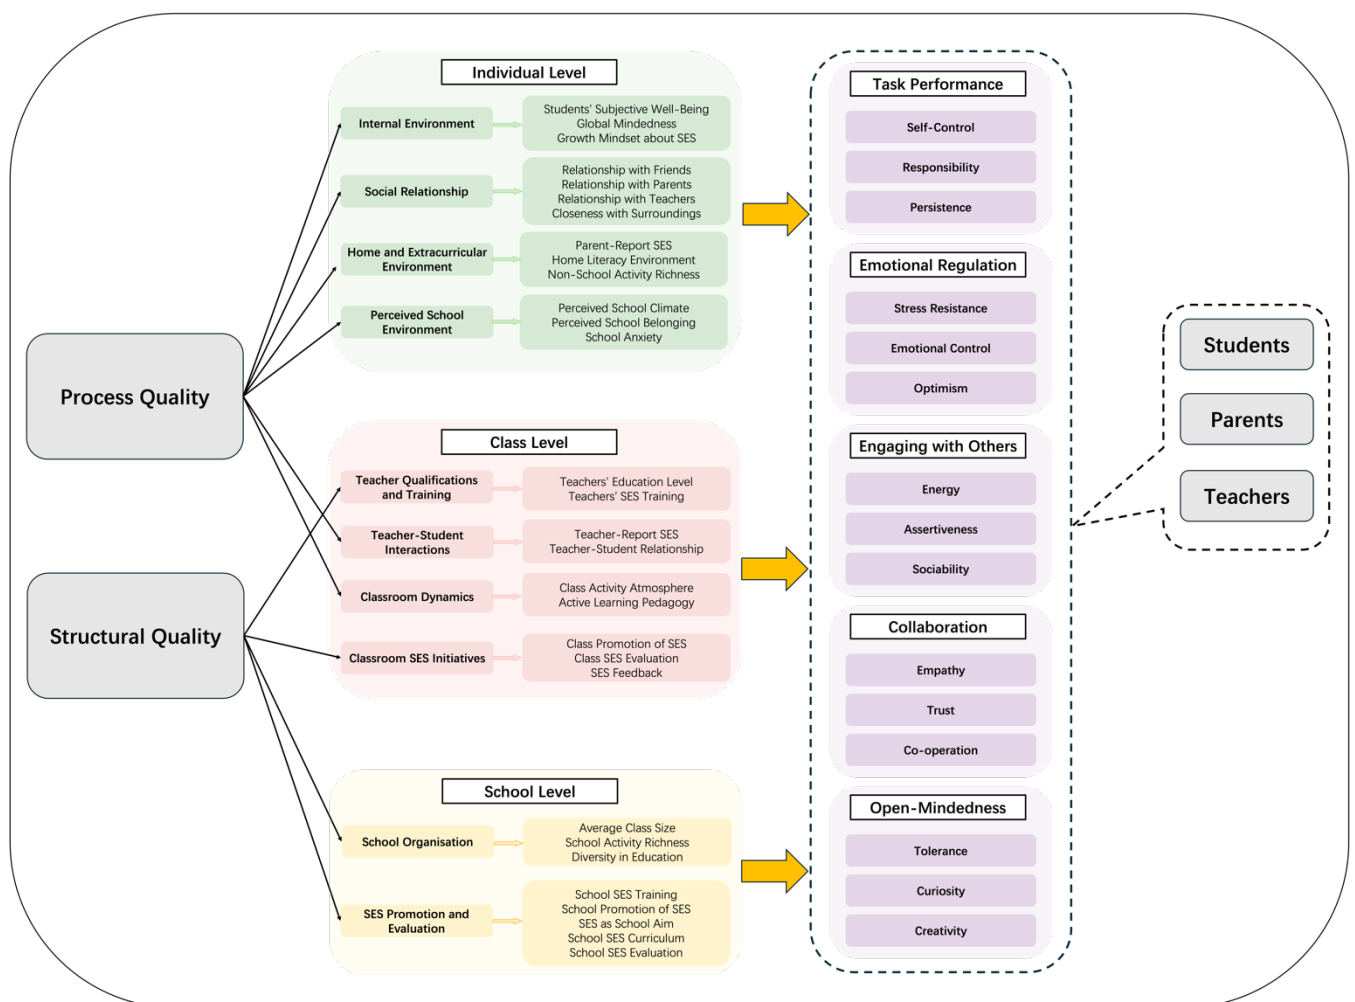 Process Quality
Structural Quality
Individual Level
Internal Environment
Students' Subjective Well-Being
Global Mindedness
Growth Mindset about SES
Social Relationship
Relationship with Friends
Relationship with Parents
Relationship with Teachers
Closeness with Surroundings
Home and Extracurricular
Environment
Parent-Report SES
Home Literacy Environment
Non-School Activity Richness
Perceived School
Environment
Perceived School Climate
Perceived School Belonging
School Anxiety
Class Level
Teacher Qualifications
and Training
Teachers' Education Level
Teachers' SES Training
Teacher-Student
Interactions
Teacher-Report SES
Teacher-Student Relationship
Classroom Dynamics
Class Activity Atmosphere
Active Learning Pedagogy
Classroom SES Initiatives
Class Promotion of SES
Class SES Evaluation
SES Feedback
School Level
School Organisation
Average Class Size
School Activity Richness
Diversity in Education
SES Promotion and
Evaluation
School SES Training
School Promotion of SES
SES as School Aim
School SES Curriculum
School SES Evaluation
Task Performance
Self-Control
Responsibility
Persistence
Emotional Regulation
Stress Resistance
Emotional Control
Optimism
Engaging with Others
Energy
Assertiveness
Sociability
Collaboration
Empathy
Trust
Co-operation
Open-Mindedness
Tolerance
Curiosity
Creativity
Students
Parents
Teachers